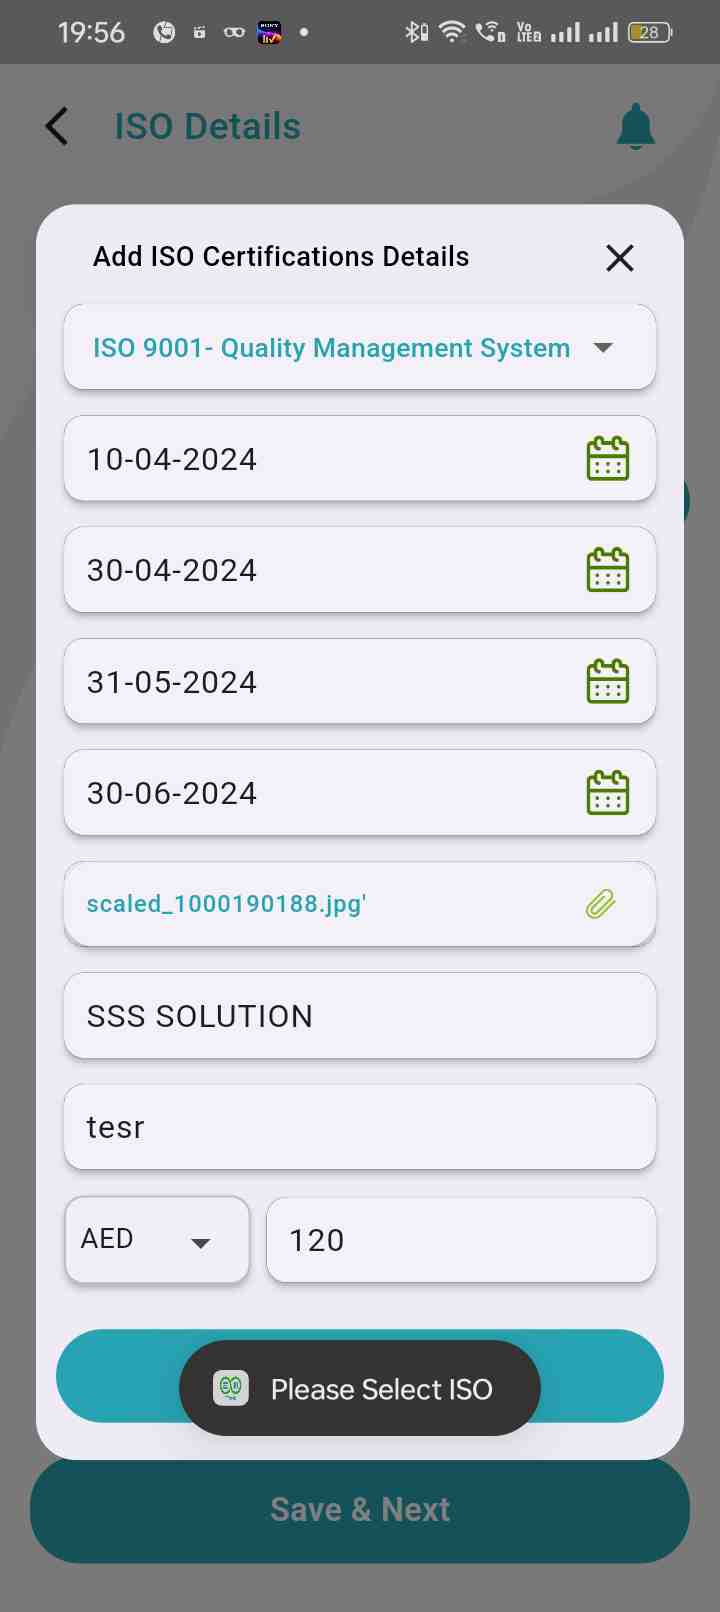 19:56
Vo
LTE2
28
ISO Details
Add ISO Certifications Details
ISO 9001- Quality Management System
10-04-2024
30-04-2024
31-05-2024
30-06-2024
scaled_1000190188.jpg'
SSS SOLUTION
tesr
AED
120
Please Select ISO
Save & Next